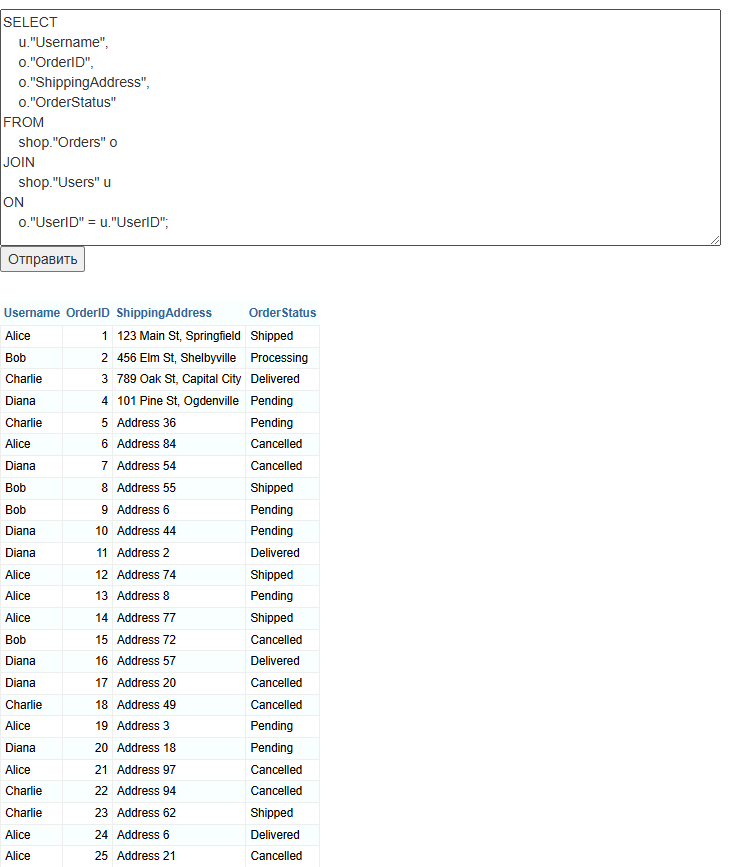 SELECT
u."Username",
o."OrderID",
o."ShippingAddress",
o."OrderStatus"
FROM
shop."Orders" o
JOIN
shop."Users" u
ON
o."UserID" = u."UserID";
Отправить
Username OrderID ShippingAddress OrderStatus
Alice 1 123 Main St, Springfield Shipped
Bob 2 456 Elm St, Shelbyville Processing
Charlie 3 789 Oak St, Capital City Delivered
Diana 4 101 Pine St, Ogdenville Pending
Charlie 5 Address 36 Pending
Alice 6 Address 84 Cancelled
Diana 7 Address 54 Cancelled
Bob 8 Address 55 Shipped
Bob 9 Address 6 Pending
Diana 10 Address 44 Pending
Diana 11 Address 2 Delivered
Alice 12 Address 74 Shipped
Alice 13 Address 8 Pending
Alice 14 Address 77 Shipped
Bob 15 Address 72 Cancelled
Diana 16 Address 57 Delivered
Diana 17 Address 20 Cancelled
Charlie 18 Address 49 Cancelled
Alice 19 Address 3 Pending
Diana 20 Address 18 Pending
Alice 21 Address 97 Cancelled
Charlie 22 Address 94 Cancelled
Charlie 23 Address 62 Shipped
Alice 24 Address 6 Delivered
Alice 25 Address 21 Cancelled